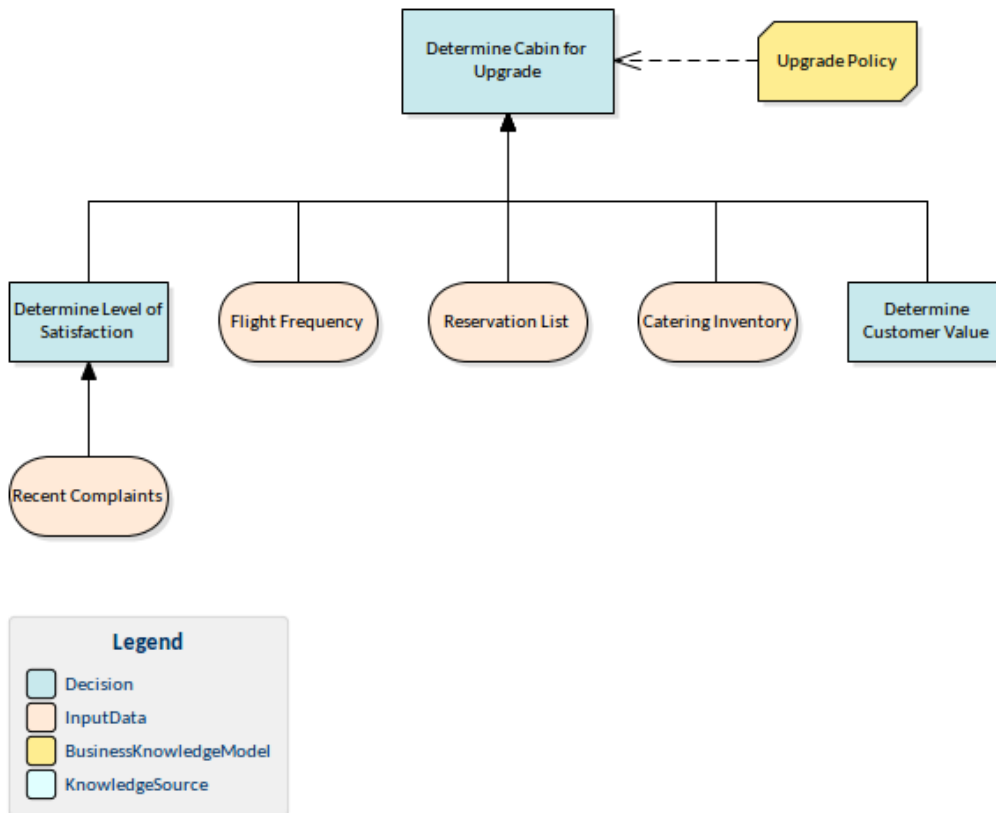 Determine Cabin for
Upgrade
Upgrade Policy
Determine Level of
Satisfaction
Flight Frequency
Reservation List
Catering Inventory
Determine
Customer Value
Recent Complaints
Legend
Decision
InputData
BusinessKnowledgeModel
KnowledgeSource